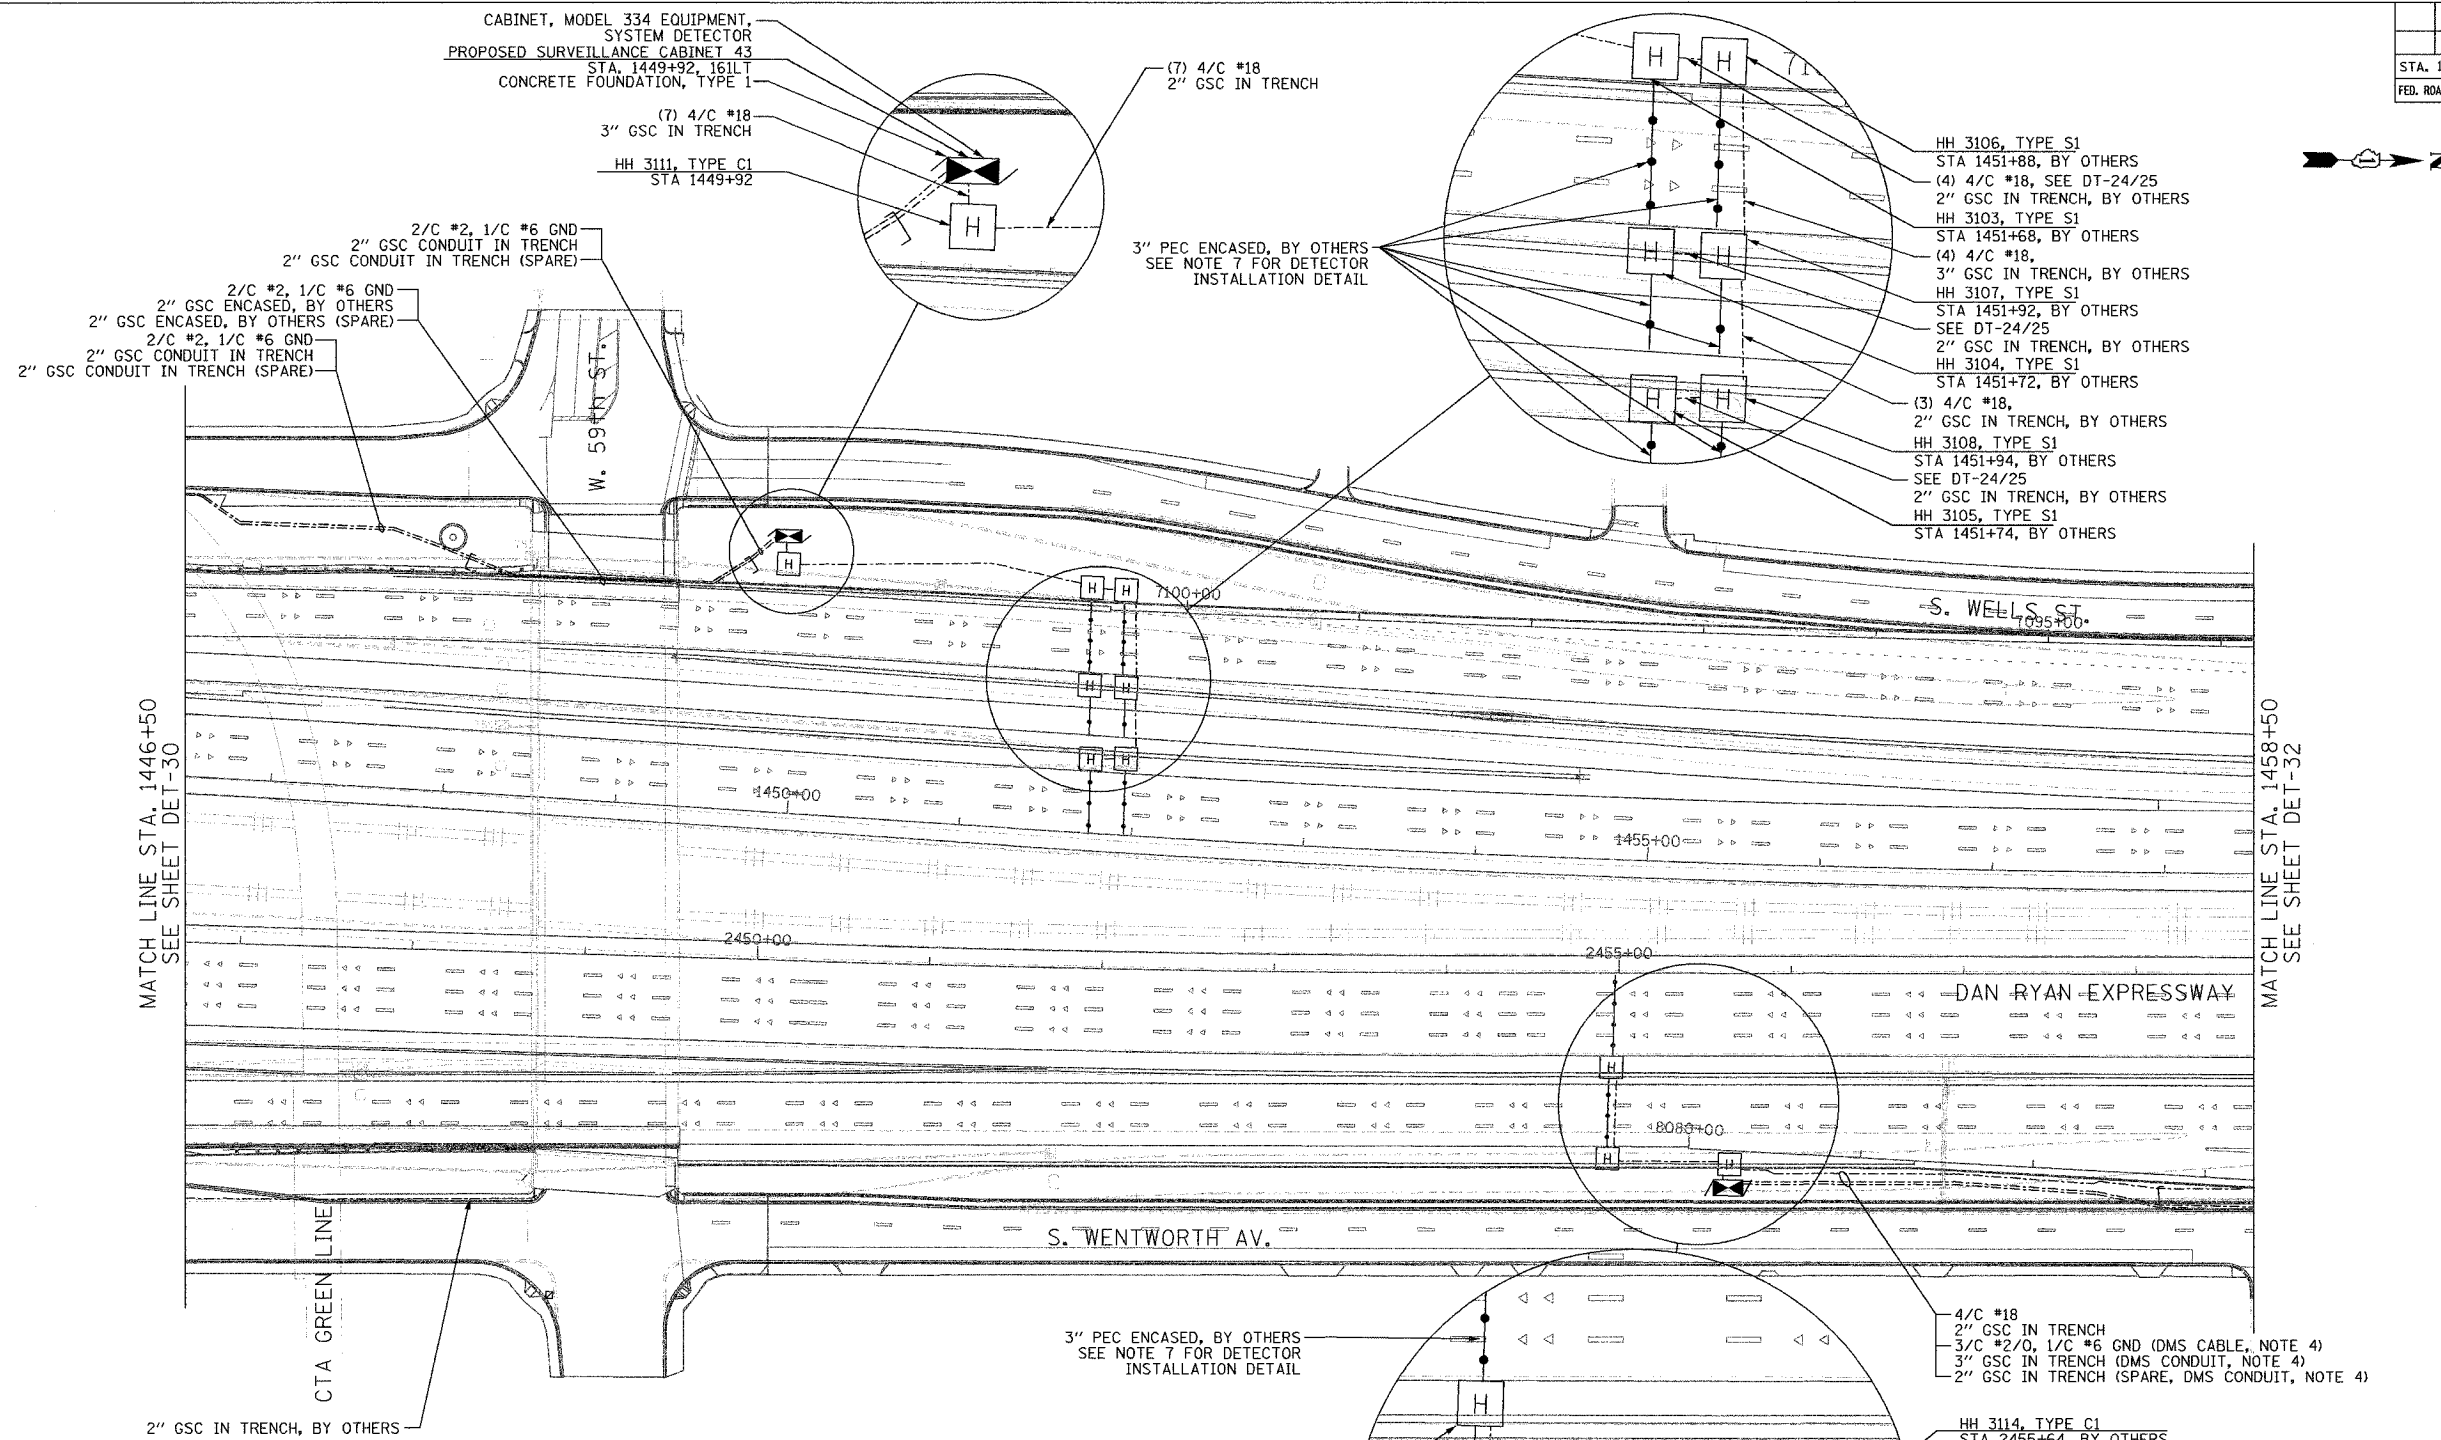 CABINET, MODEL 334 EQUIPMENT,
SYSTEM DETECTOR
PROPOSED SURVEILLANCE CABINET 43
STA. 1449+92, 161LT
CONCRETE FOUNDATION, TYPE 1
(7) 4/C #18
3" GSC IN TRENCH
HH 3111, TYPE C1
STA 1449+92
H
(7) 4/C #18
2" GSC IN TRENCH
STA. 1
FED. ROA
2/C #2, 1/C #6 GND
2" GSC CONDUIT IN TRENCH
2" GSC CONDUIT IN TRENCH (SPARE)
2/C #2, 1/C #6 GND
2" GSC ENCASED, BY OTHERS
2" GSC ENCASED, BY OTHERS (SPARE)
2/C #2, 1/C #6 GND
2" GSC CONDUIT IN TRENCH
2" GSC CONDUIT IN TRENCH (SPARE)
3" PEC ENCASED, BY OTHERS
SEE NOTE 7 FOR DETECTOR
INSTALLATION DETAIL
H H
H H
H H
HH 3106, TYPE S1
STA 1451+88, BY OTHERS
(4) 4/C #18, SEE DT-24/25
2" GSC IN TRENCH, BY OTHERS
HH 3103, TYPE S1
STA 1451+68, BY OTHERS
(4) 4/C #18,
3" GSC IN TRENCH, BY OTHERS
HH 3107, TYPE S1
STA 1451+92, BY OTHERS
SEE DT-24/25
2" GSC IN TRENCH, BY OTHERS
HH 3104, TYPE S1
STA 1451+72, BY OTHERS
(3) 4/C #18,
2" GSC IN TRENCH, BY OTHERS
HH 3108, TYPE S1
STA 1451+94, BY OTHERS
SEE DT-24/25
2" GSC IN TRENCH, BY OTHERS
HH 3105, TYPE S1
STA 1451+74, BY OTHERS
W. 59TH ST.
H
H H
7100+00
S. WELLS ST.
7095+00
H H
H H
MATCH LINE STA. 1446+50
SEE SHEET DET-30
1450+00
1455+00
MATCH LINE STA. 1458+50
SEE SHEET DET-32
2450+00
2455+00
DAN RYAN EXPRESSWAY
H
8080+00
H H
S. WENTWORTH AV.
CTA GREEN LINE
2" GSC IN TRENCH, BY OTHERS
3" PEC ENCASED, BY OTHERS
SEE NOTE 7 FOR DETECTOR
INSTALLATION DETAIL
H
4/C #18
2" GSC IN TRENCH
3/C #2/0, 1/C #6 GND (DMS CABLE, NOTE 4)
3" GSC IN TRENCH (DMS CONDUIT, NOTE 4)
2" GSC IN TRENCH (SPARE, DMS CONDUIT, NOTE 4)
HH 3114, TYPE C1
STA 2455+64, BY OTHERS